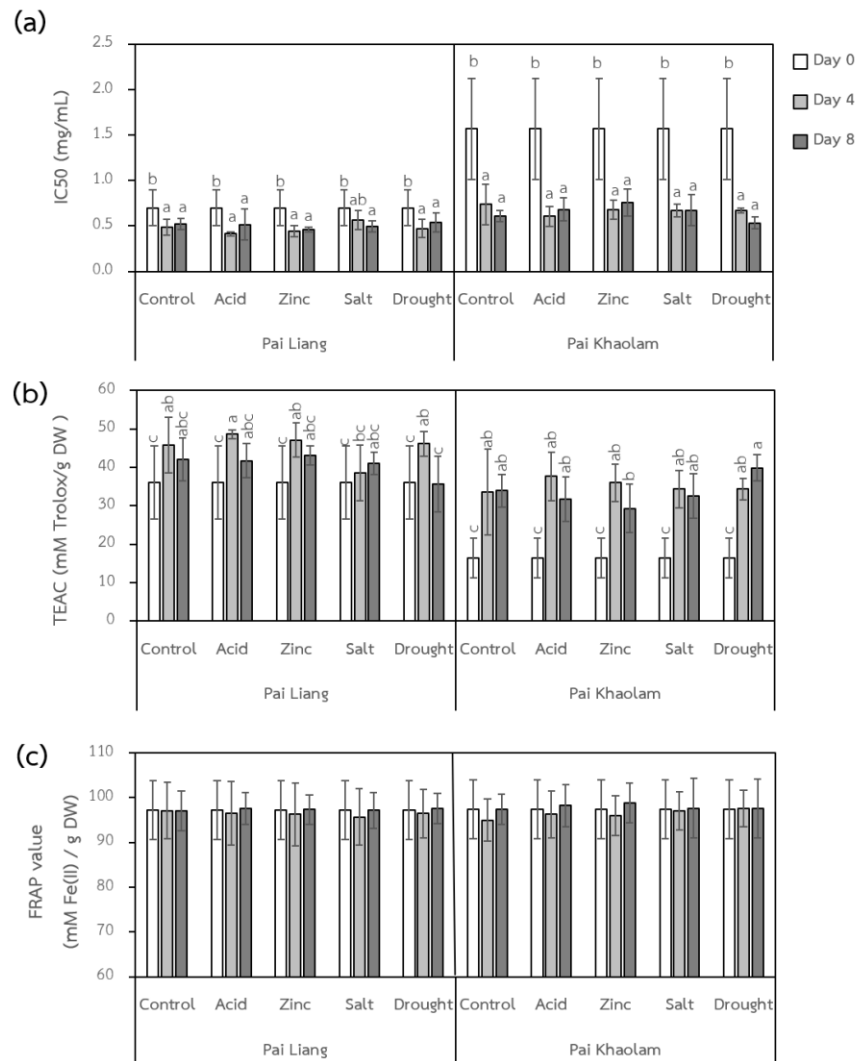 (a)
2.5
2.0
1.5
1.0
0.5
0.0
IC50 (mg/mL)
b a a b a a b a a b ab a b a a
b a a b a a b a a b a a b a a
Day 0
Day 4
Day 8
Control Acid Zinc Salt Drought Control Acid Zinc Salt Drought
Pai Liang Pai Khaolam
(b)
60
50
40
30
20
10
0
TEAC (mM Trolox/g DW )
c ab abc c a abc c ab abc c bc abc c ab c
c ab ab c ab ab c ab b c ab ab c ab a
Control Acid Zinc Salt Drought Control Acid Zinc Salt Drought
Pai Liang Pai Khaolam
(c)
110
100
90
80
70
60
FRAP value
(mM Fe(II) / g DW)
Control Acid Zinc Salt Drought Control Acid Zinc Salt Drought
Pai Liang Pai Khaolam